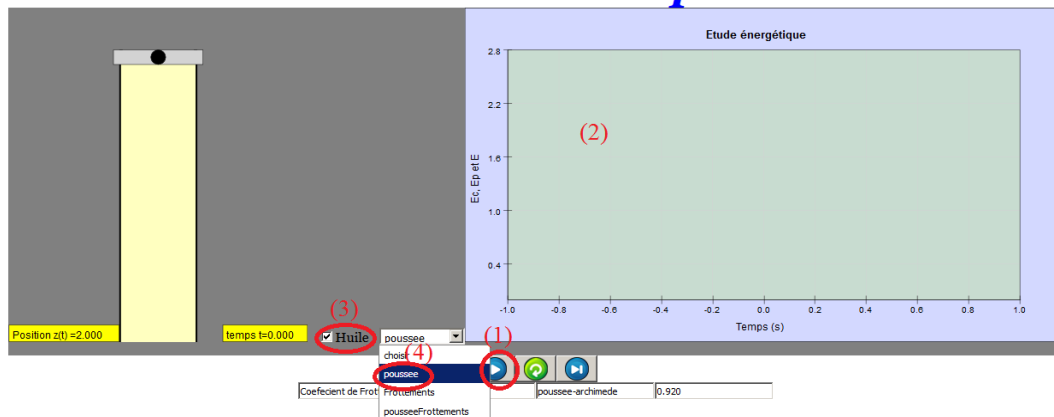 Etude énergétique
2.8
2.2
1.6
1.0
0.4
Ec, Ep et E
(2)
-1.0 -0.8 -0.6 -0.4 -0.2 0.0 0.2 0.4 0.6 0.8 1.0
Temps (s)
Position z(t) =2.000
temps t=0.000
(3)
Huile
poussee
(1)
choisir
(4)
poussee
Frottements
pousseeFrottements
Coefecient de Frot
poussee-archimede
0.920